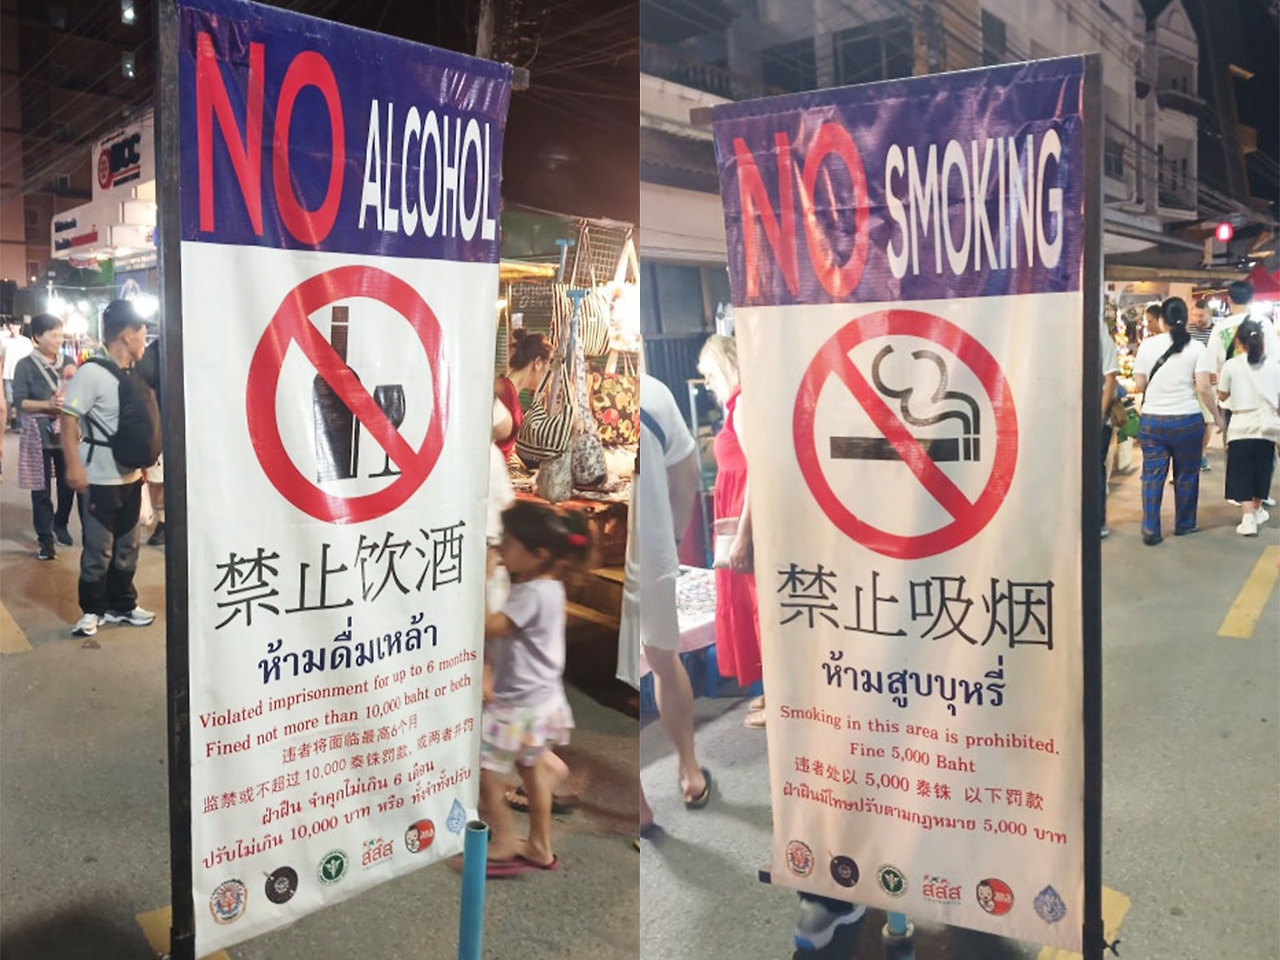 NO ALCOHOL
禁止饮酒
ห้ามดื่มเหล้า
Violated imprisonment for up to 6 months
Fined not more than 10,000 baht or both
违者将面临最高6个月
监禁或不超过 10,000 泰铢罚款, 或两者并罚
ฝ่าฝืน จำคุกไม่เกิน 6 เดือน
ปรับไม่เกิน 10,000 บาท หรือ ทั้งจำทั้งปรับ
สสส
NO SMOKING
禁止吸烟
ห้ามสูบบุหรี่
Smoking in this area is prohibited.
Fine 5,000 Baht
违者处以 5,000 泰铢 以下罚款
ฝ่าฝืนมีโทษปรับตามกฎหมาย 5,000 บาท
สสส